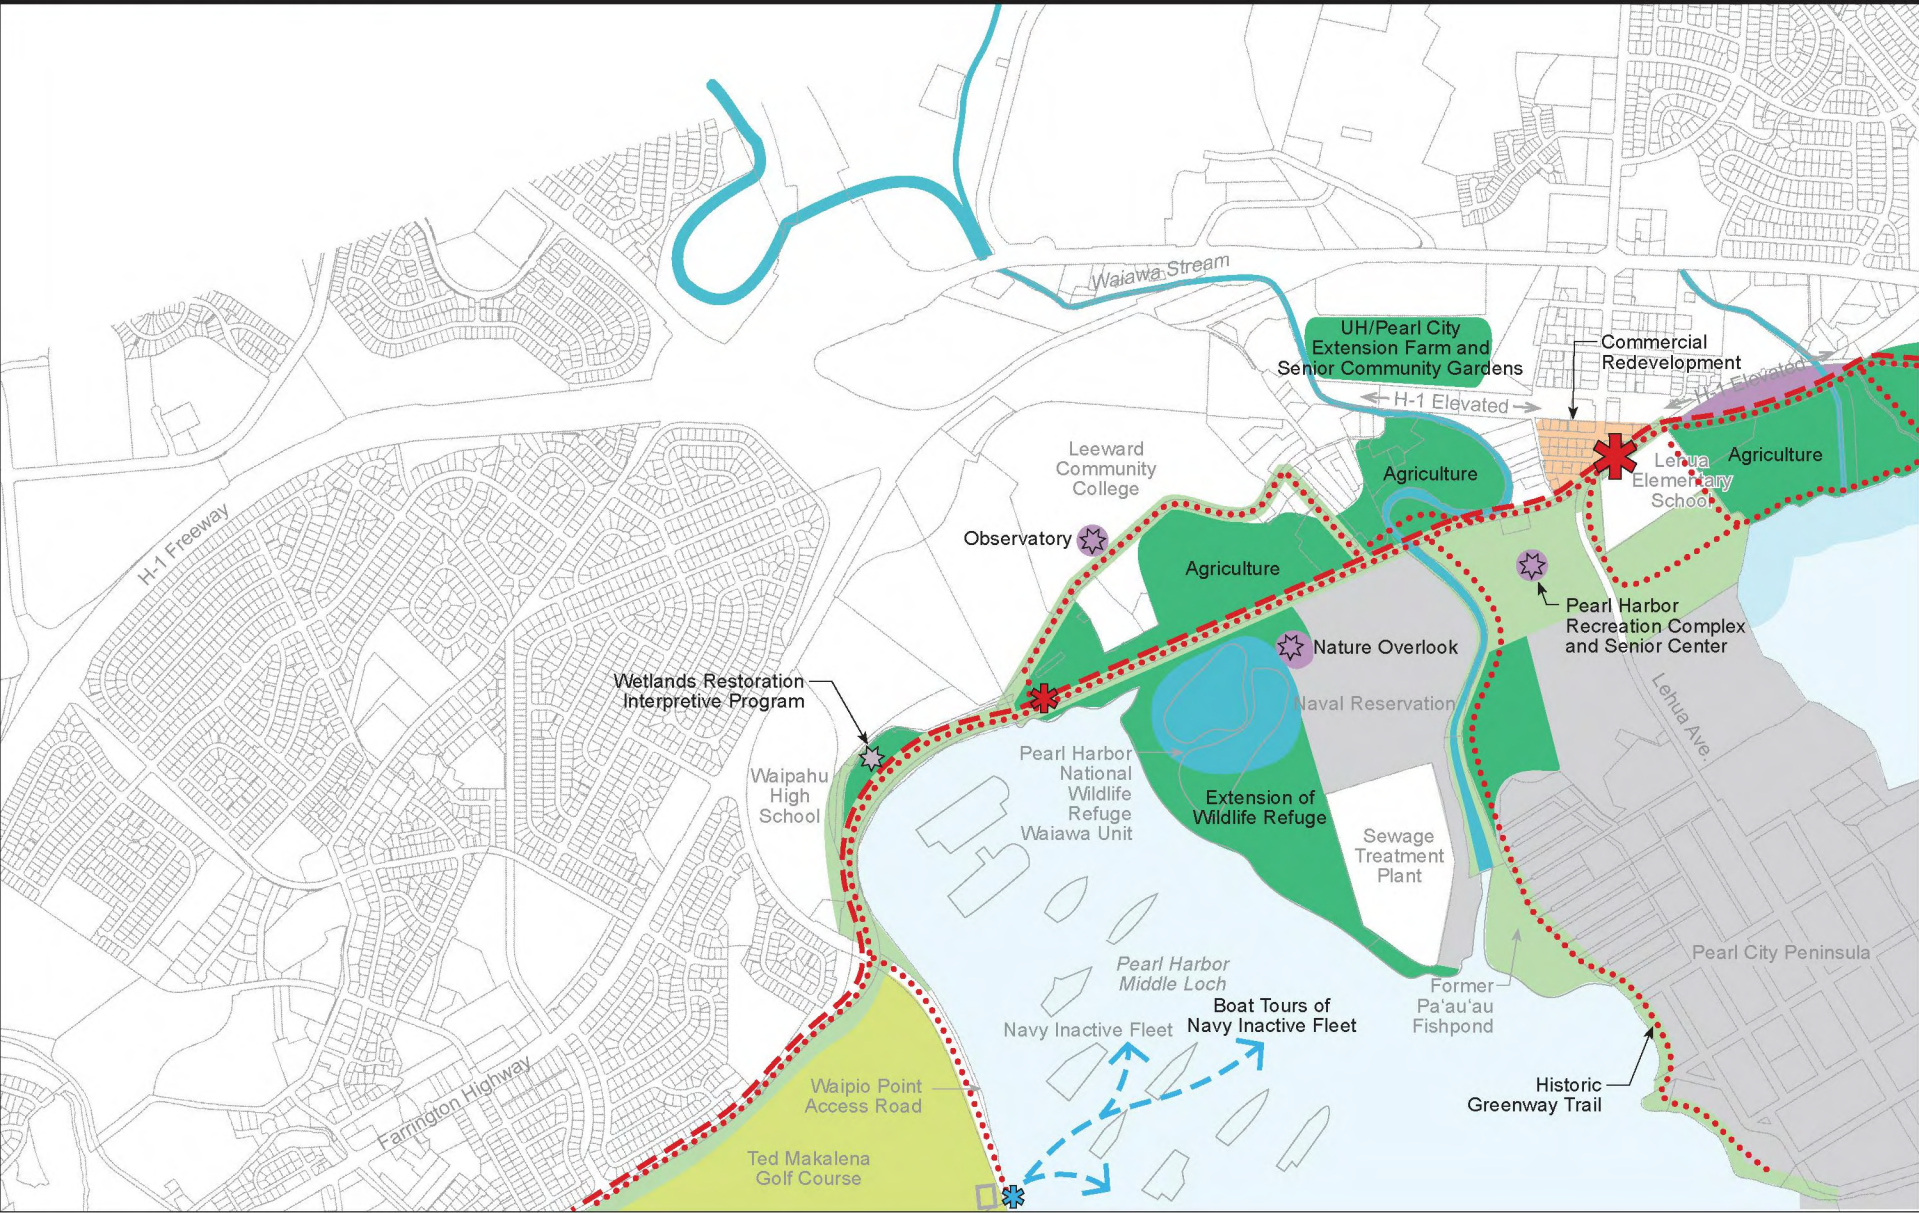 Waiawa Stream
UH/Pearl City
Extension Farm and
Senior Community Gardens
Commercial
Redevelopment
H-1 Elevated
H-1 Elevated
Leeward
Community
College
Agriculture
Agriculture
Lehua
Elementary
School
H-1 Freeway
Observatory
Agriculture
Pearl Harbor
Recreation Complex
and Senior Center
Nature Overlook
Wetlands Restoration
Interpretive Program
Naval Reservation
Lehua Ave.
Pearl Harbor
National
Wildlife
Refuge
Waiawa Unit
Waipahu
High
School
Extension of
Wildlife Refuge
Sewage
Treatment
Plant
Pearl City Peninsula
Pearl Harbor
Middle Loch
Former
Pa'au'au
Fishpond
Boat Tours of
Navy Inactive Fleet
Navy Inactive Fleet
Farrington Highway
Waipio Point
Access Road
Historic
Greenway Trail
Ted Makalena
Golf Course